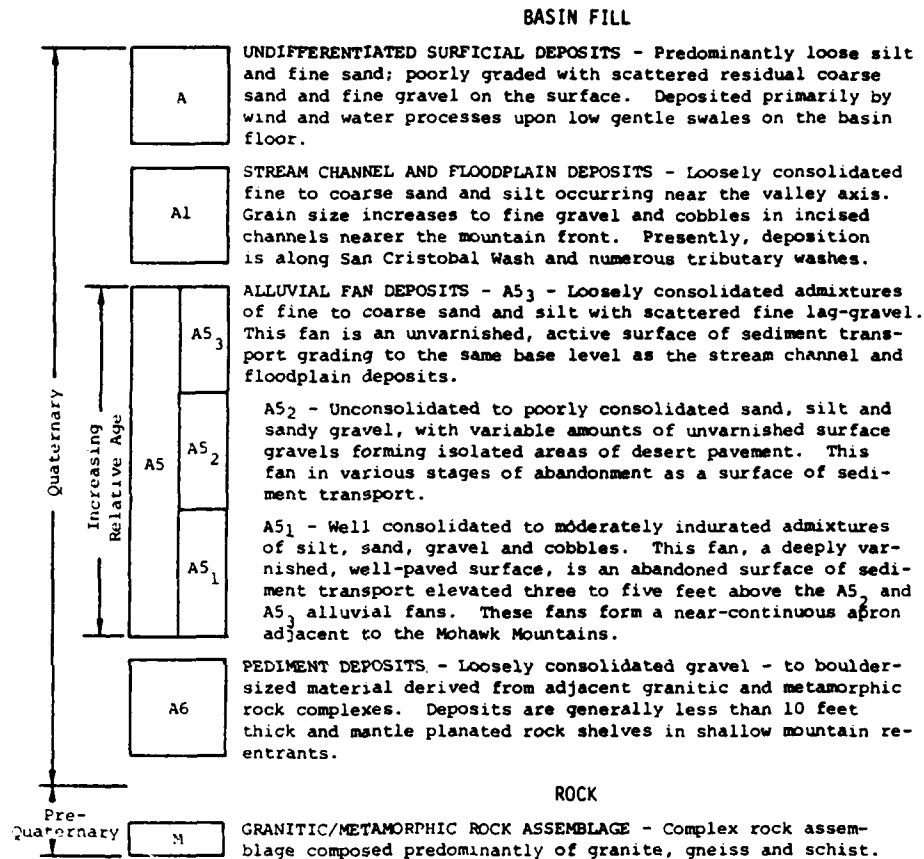 BASIN FILL
A
UNDIFFERENTIATED SURFICIAL DEPOSITS - Predominantly loose silt
and fine sand; poorly graded with scattered residual coarse
sand and fine gravel on the surface. Deposited primarily by
wind and water processes upon low gentle swales on the basin
floor.
A1
STREAM CHANNEL AND FLOODPLAIN DEPOSITS - Loosely consolidated
fine to coarse sand and silt occurring near the valley axis.
Grain size increases to fine gravel and cobbles in incised
channels nearer the mountain front. Presently, deposition
is along San Cristobal Wash and numerous tributary washes.
Quaternary
Increasing
Relative Age
A5
A5₃
ALLUVIAL FAN DEPOSITS - A5₃ - Loosely consolidated admixtures
of fine to coarse sand and silt with scattered fine lag-gravel.
This fan is an unvarnished, active surface of sediment trans-
port grading to the same base level as the stream channel and
floodplain deposits.
A5₂
A5₂ - Unconsolidated to poorly consolidated sand, silt and
sandy gravel, with variable amounts of unvarnished surface
gravels forming isolated areas of desert pavement. This
fan in various stages of abandonment as a surface of sedi-
ment transport.
A5₁
A5₁ - Well consolidated to moderately indurated admixtures
of silt, sand, gravel and cobbles. This fan, a deeply var-
nished, well-paved surface, is an abandoned surface of sedi-
ment transport elevated three to five feet above the A5₂ and
A5₃ alluvial fans. These fans form a near-continuous apron
adjacent to the Mohawk Mountains.
A6
PEDIMENT DEPOSITS - Loosely consolidated gravel - to boulder-
sized material derived from adjacent granitic and metamorphic
rock complexes. Deposits are generally less than 10 feet
thick and mantle planated rock shelves in shallow mountain re-
entrants.
ROCK
Pre-
Quaternary
M
GRANITIC/METAMORPHIC ROCK ASSEMBLAGE - Complex rock assem-
blage composed predominantly of granite, gneiss and schist.